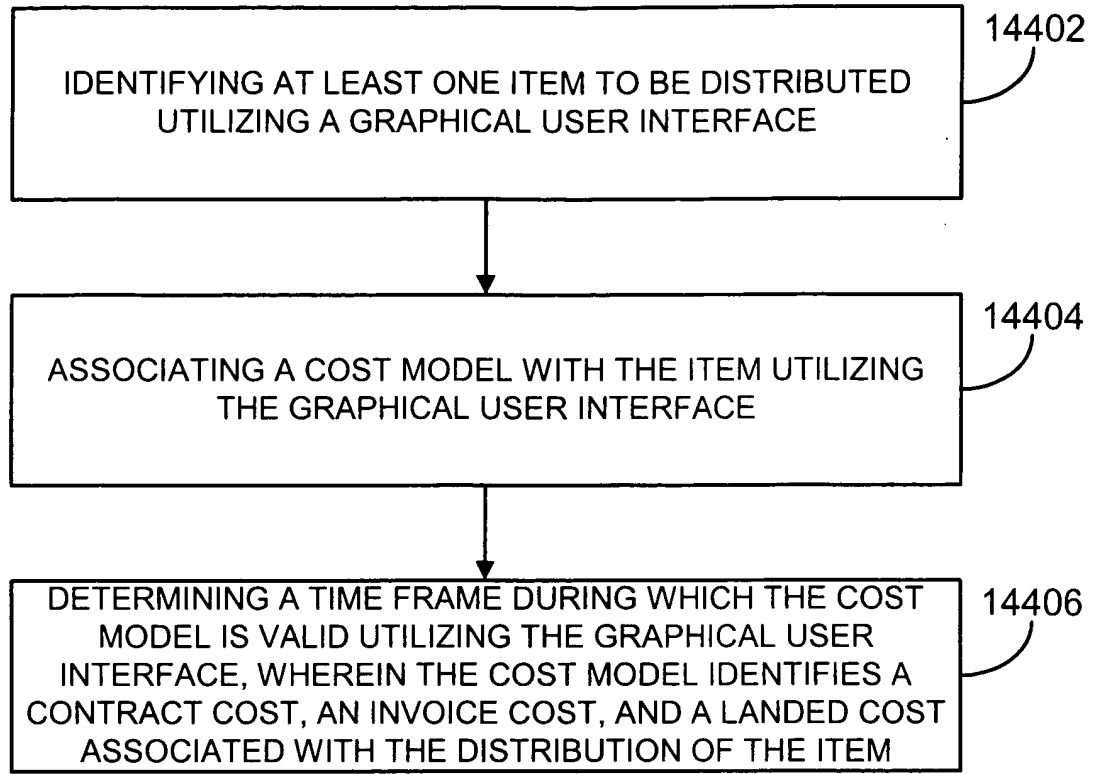 14402
IDENTIFYING AT LEAST ONE ITEM TO BE DISTRIBUTED
UTILIZING A GRAPHICAL USER INTERFACE
14404
ASSOCIATING A COST MODEL WITH THE ITEM UTILIZING
THE GRAPHICAL USER INTERFACE
14406
DETERMINING A TIME FRAME DURING WHICH THE COST
MODEL IS VALID UTILIZING THE GRAPHICAL USER
INTERFACE, WHEREIN THE COST MODEL IDENTIFIES A
CONTRACT COST, AN INVOICE COST, AND A LANDED COST
ASSOCIATED WITH THE DISTRIBUTION OF THE ITEM